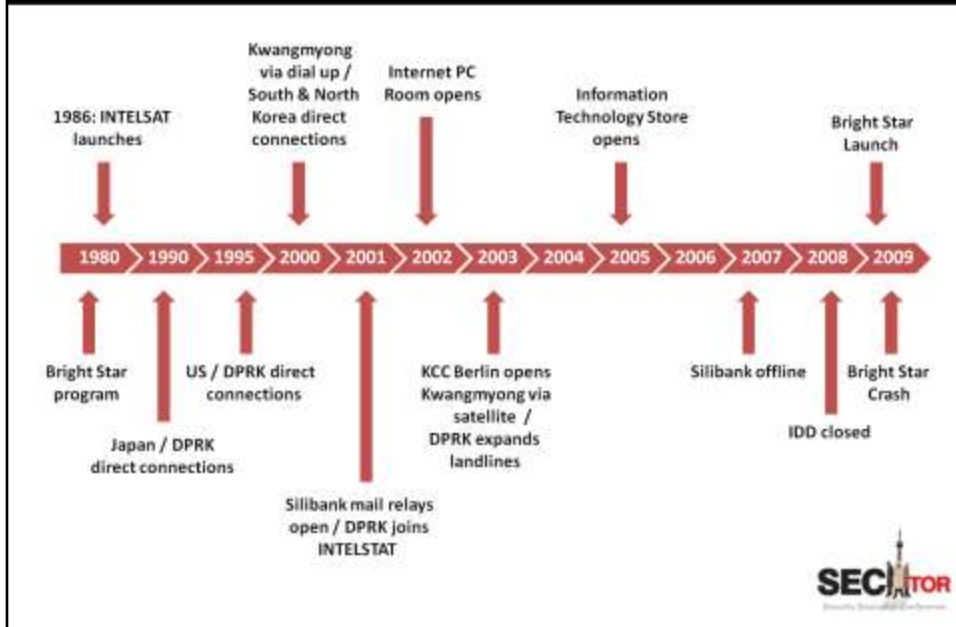 Kwangmyong
via dial up /
South & North
Korea direct
connections
Internet PC
Room opens
1986: INTELSAT
launches
Information
Technology Store
opens
Bright Star
Launch
1980
1990
1995
2000
2001
2002
2003
2004
2005
2006
2007
2008
2009
Bright Star
program
US / DPRK direct
connections
KCC Berlin opens
Kwangmyong via
satellite /
DPRK expands
landlines
Silibank offline
Bright Star
Crash
Japan / DPRK
direct connections
IDD closed
Silibank mail relays
open / DPRK joins
INTELSTAT
SEC TOR